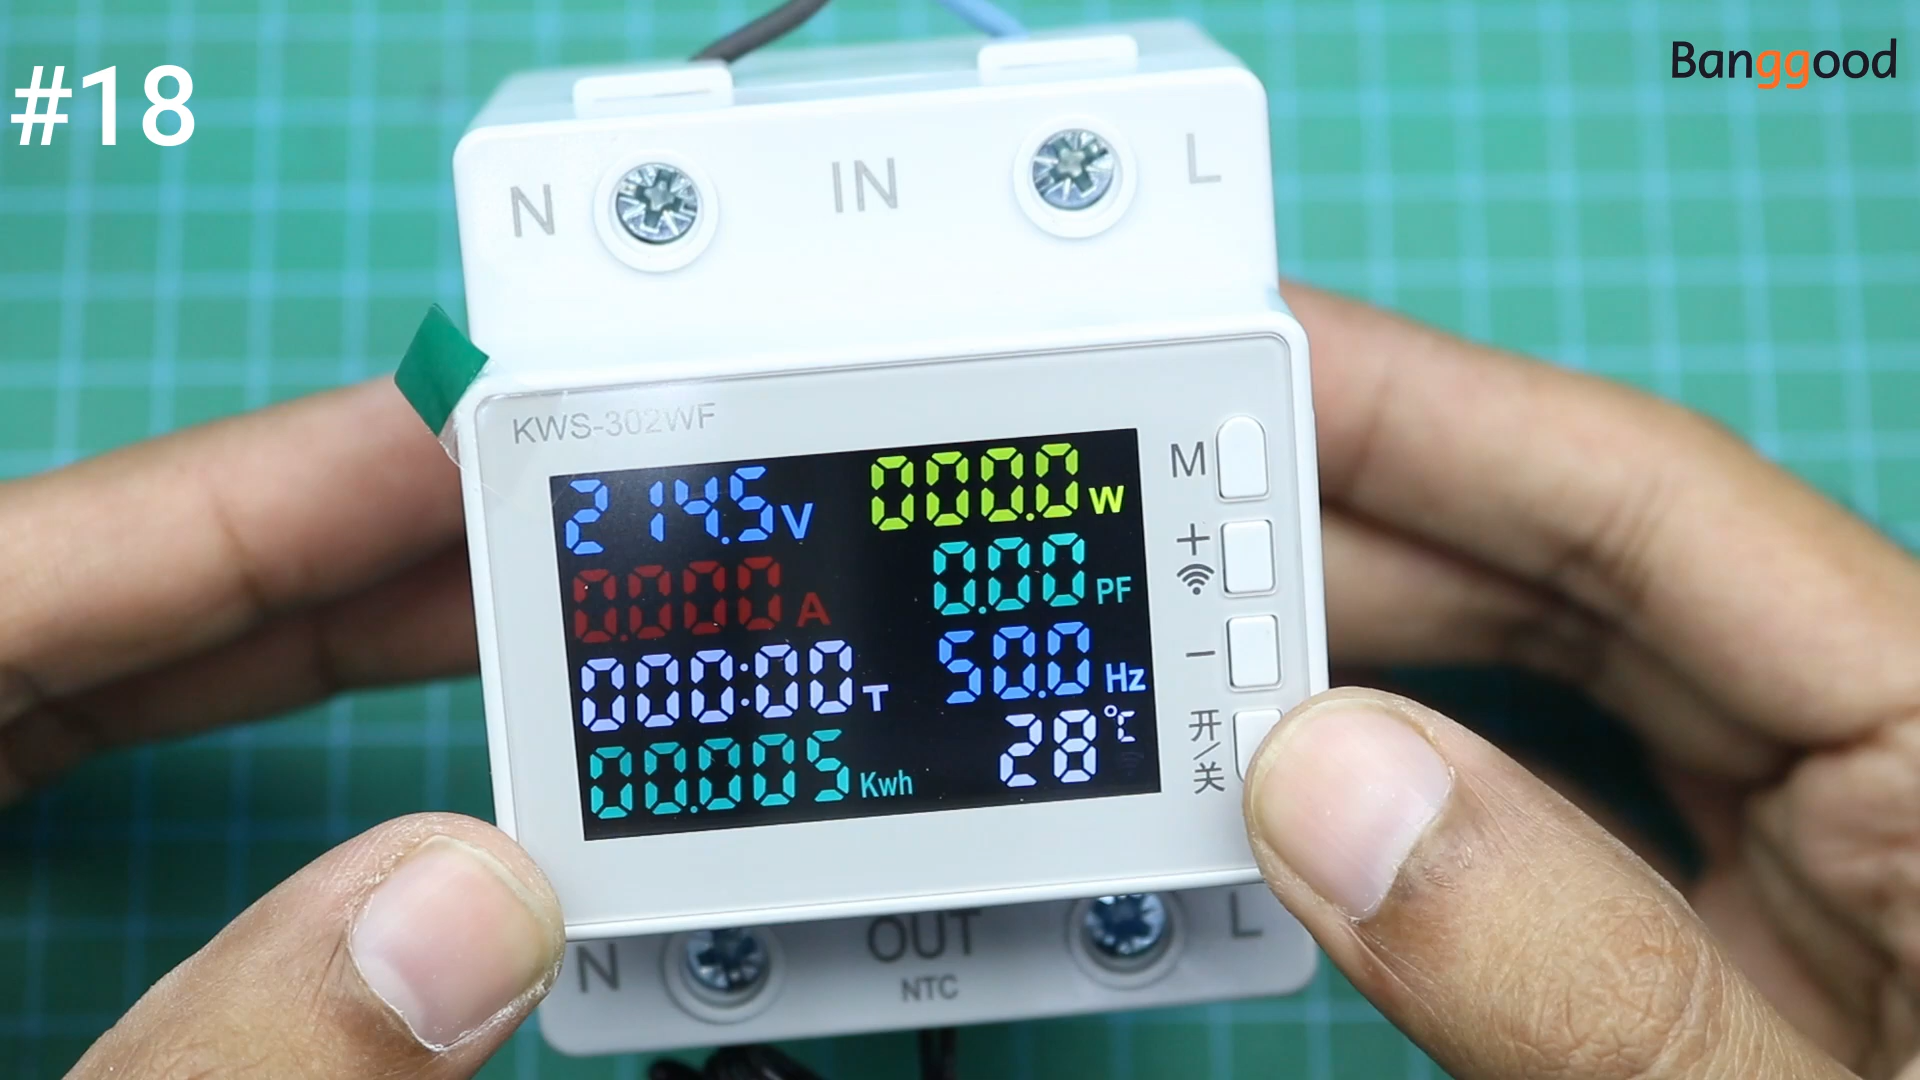 #18
Banggood
N IN L
KWS-302WF
214.5V 000.0W
0.000A 0.00PF
000:00T 50.0Hz
00.005Kwh 28℃
M
+
−
开/关
N OUT L
NTC